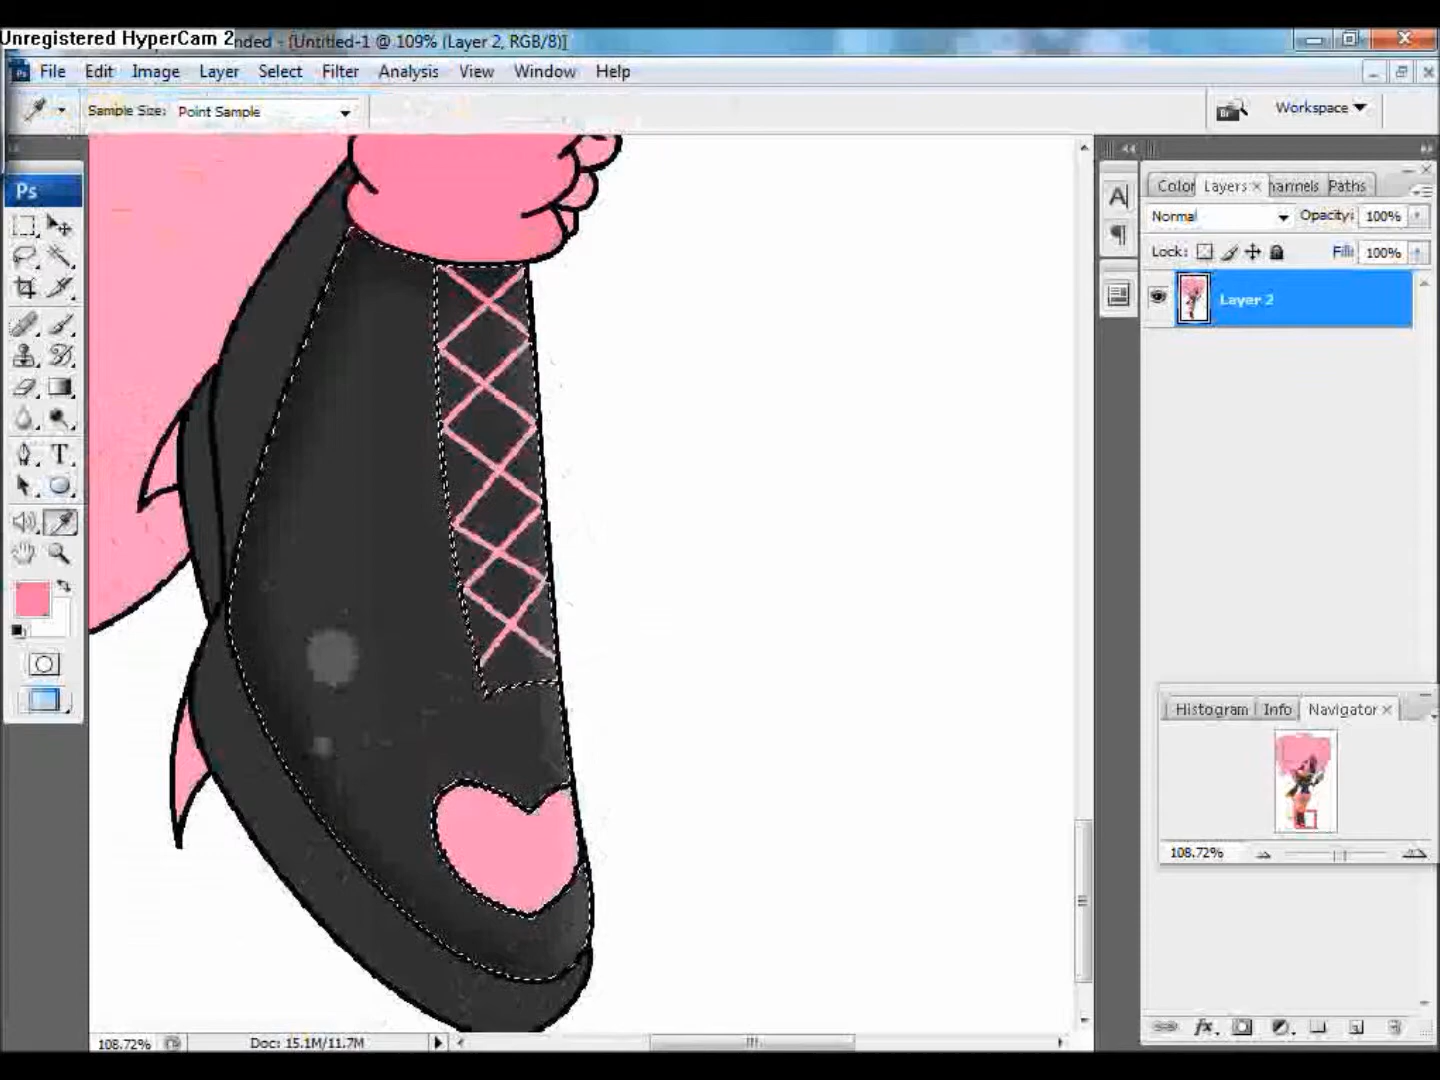 Unregistered HyperCam 2
nded - [Untitled-1 @ 109% (Layer 2, RGB/8)]
File Edit Image Layer Select Filter Analysis View Window Help
Sample Size: Point Sample
Workspace
Ps
Color Layers × hannels Paths
Normal Opacity: 100%
Lock: Fill: 100%
Layer 2
Histogram Info Navigator ×
108.72%
108.72% Doc: 15.1M/11.7M